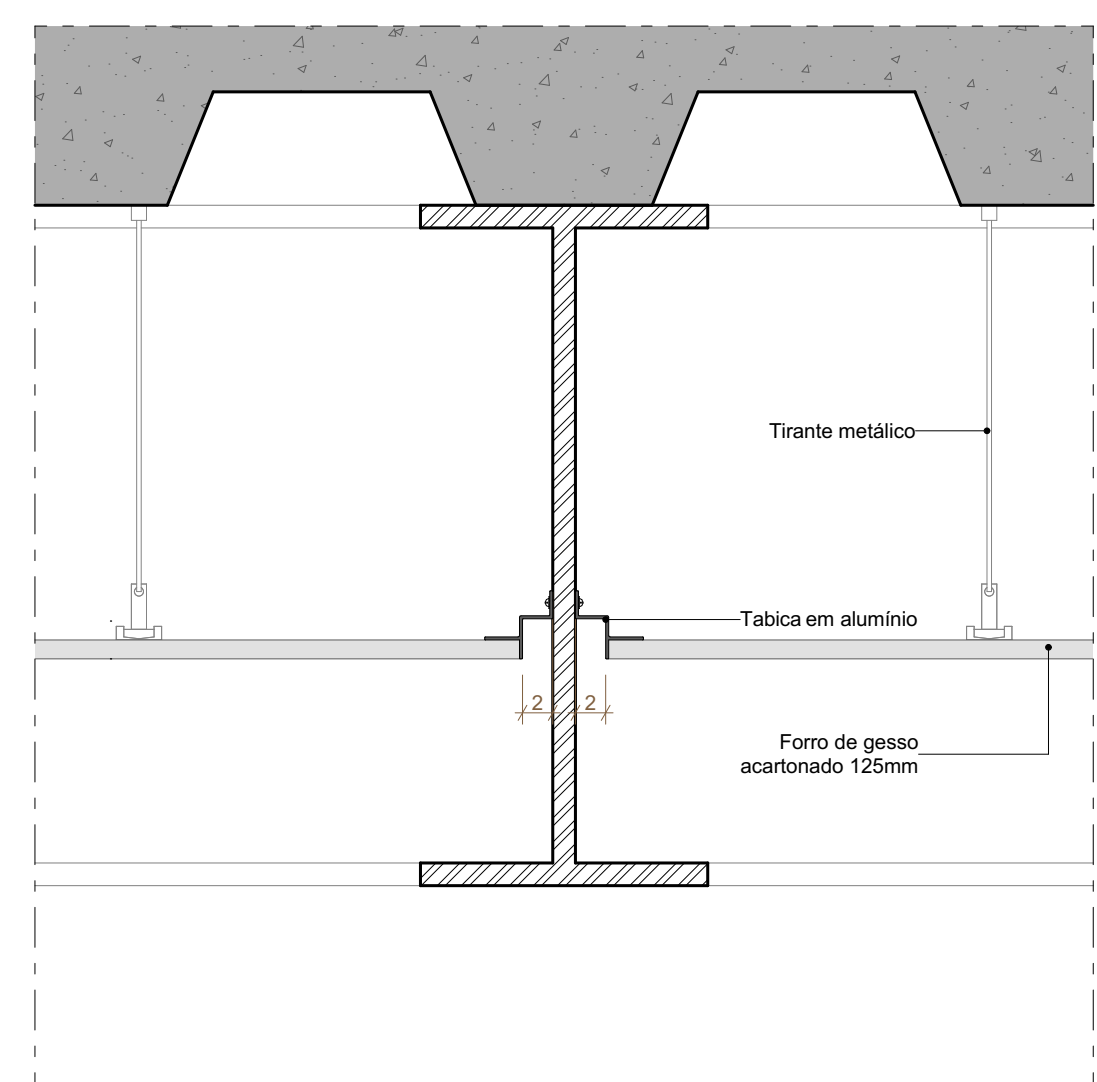 Tirante metálico
Tabica em alumínio
2 2
Forro de gesso
acartonado 125mm